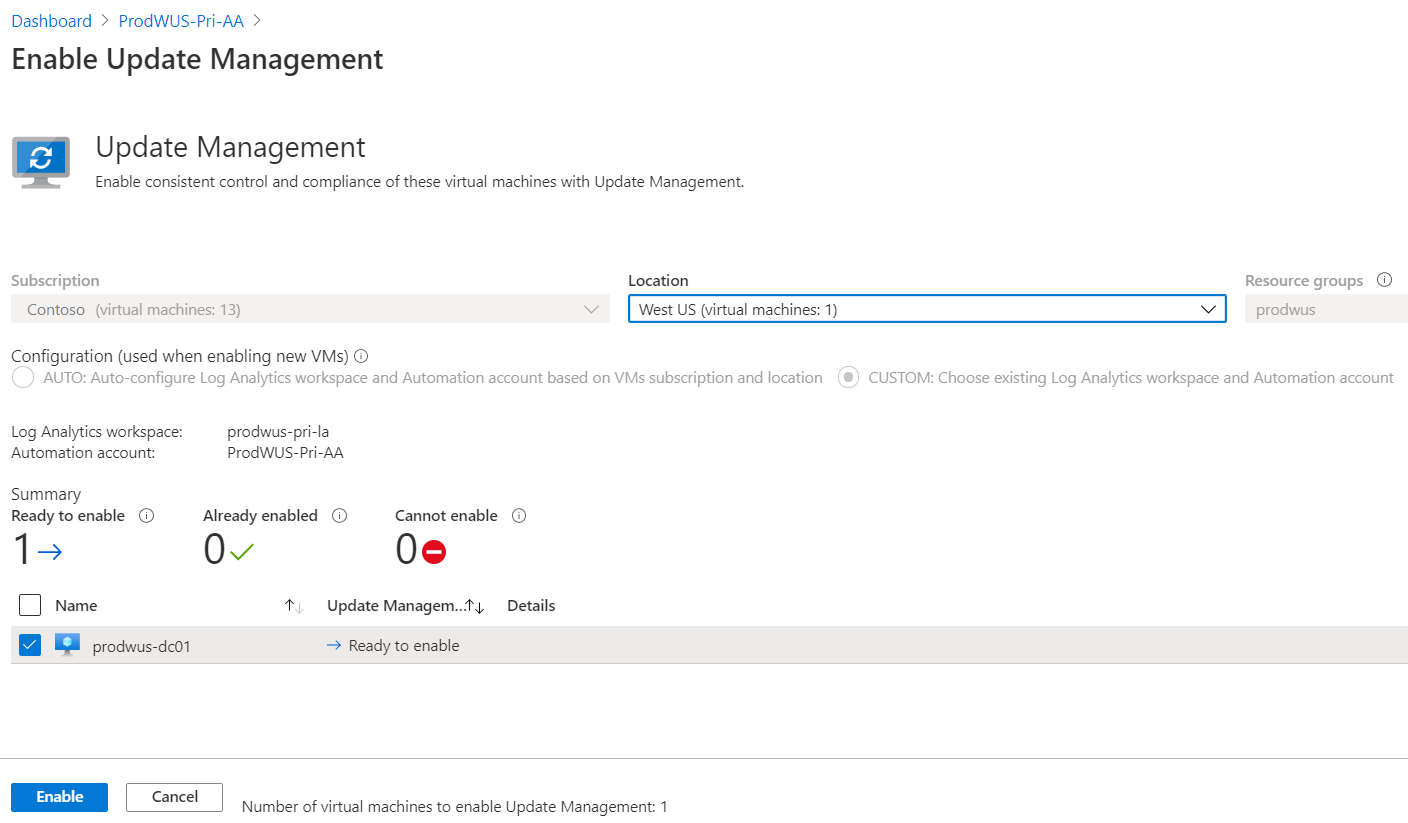 Dashboard > ProdWUS-Pri-AA >
Enable Update Management
Update Management
Enable consistent control and compliance of these virtual machines with Update Management.
Subscription Location Resource groups
Contoso (virtual machines: 13) West US (virtual machines: 1) prodwus
Configuration (used when enabling new VMs)
AUTO: Auto-configure Log Analytics workspace and Automation account based on VMs subscription and location CUSTOM: Choose existing Log Analytics workspace and Automation account
Log Analytics workspace: prodwus-pri-la
Automation account: ProdWUS-Pri-AA
Summary
Ready to enable Already enabled Cannot enable
1 0 0
Name Update Managem... Details
prodwus-dc01 Ready to enable
Enable Cancel Number of virtual machines to enable Update Management: 1